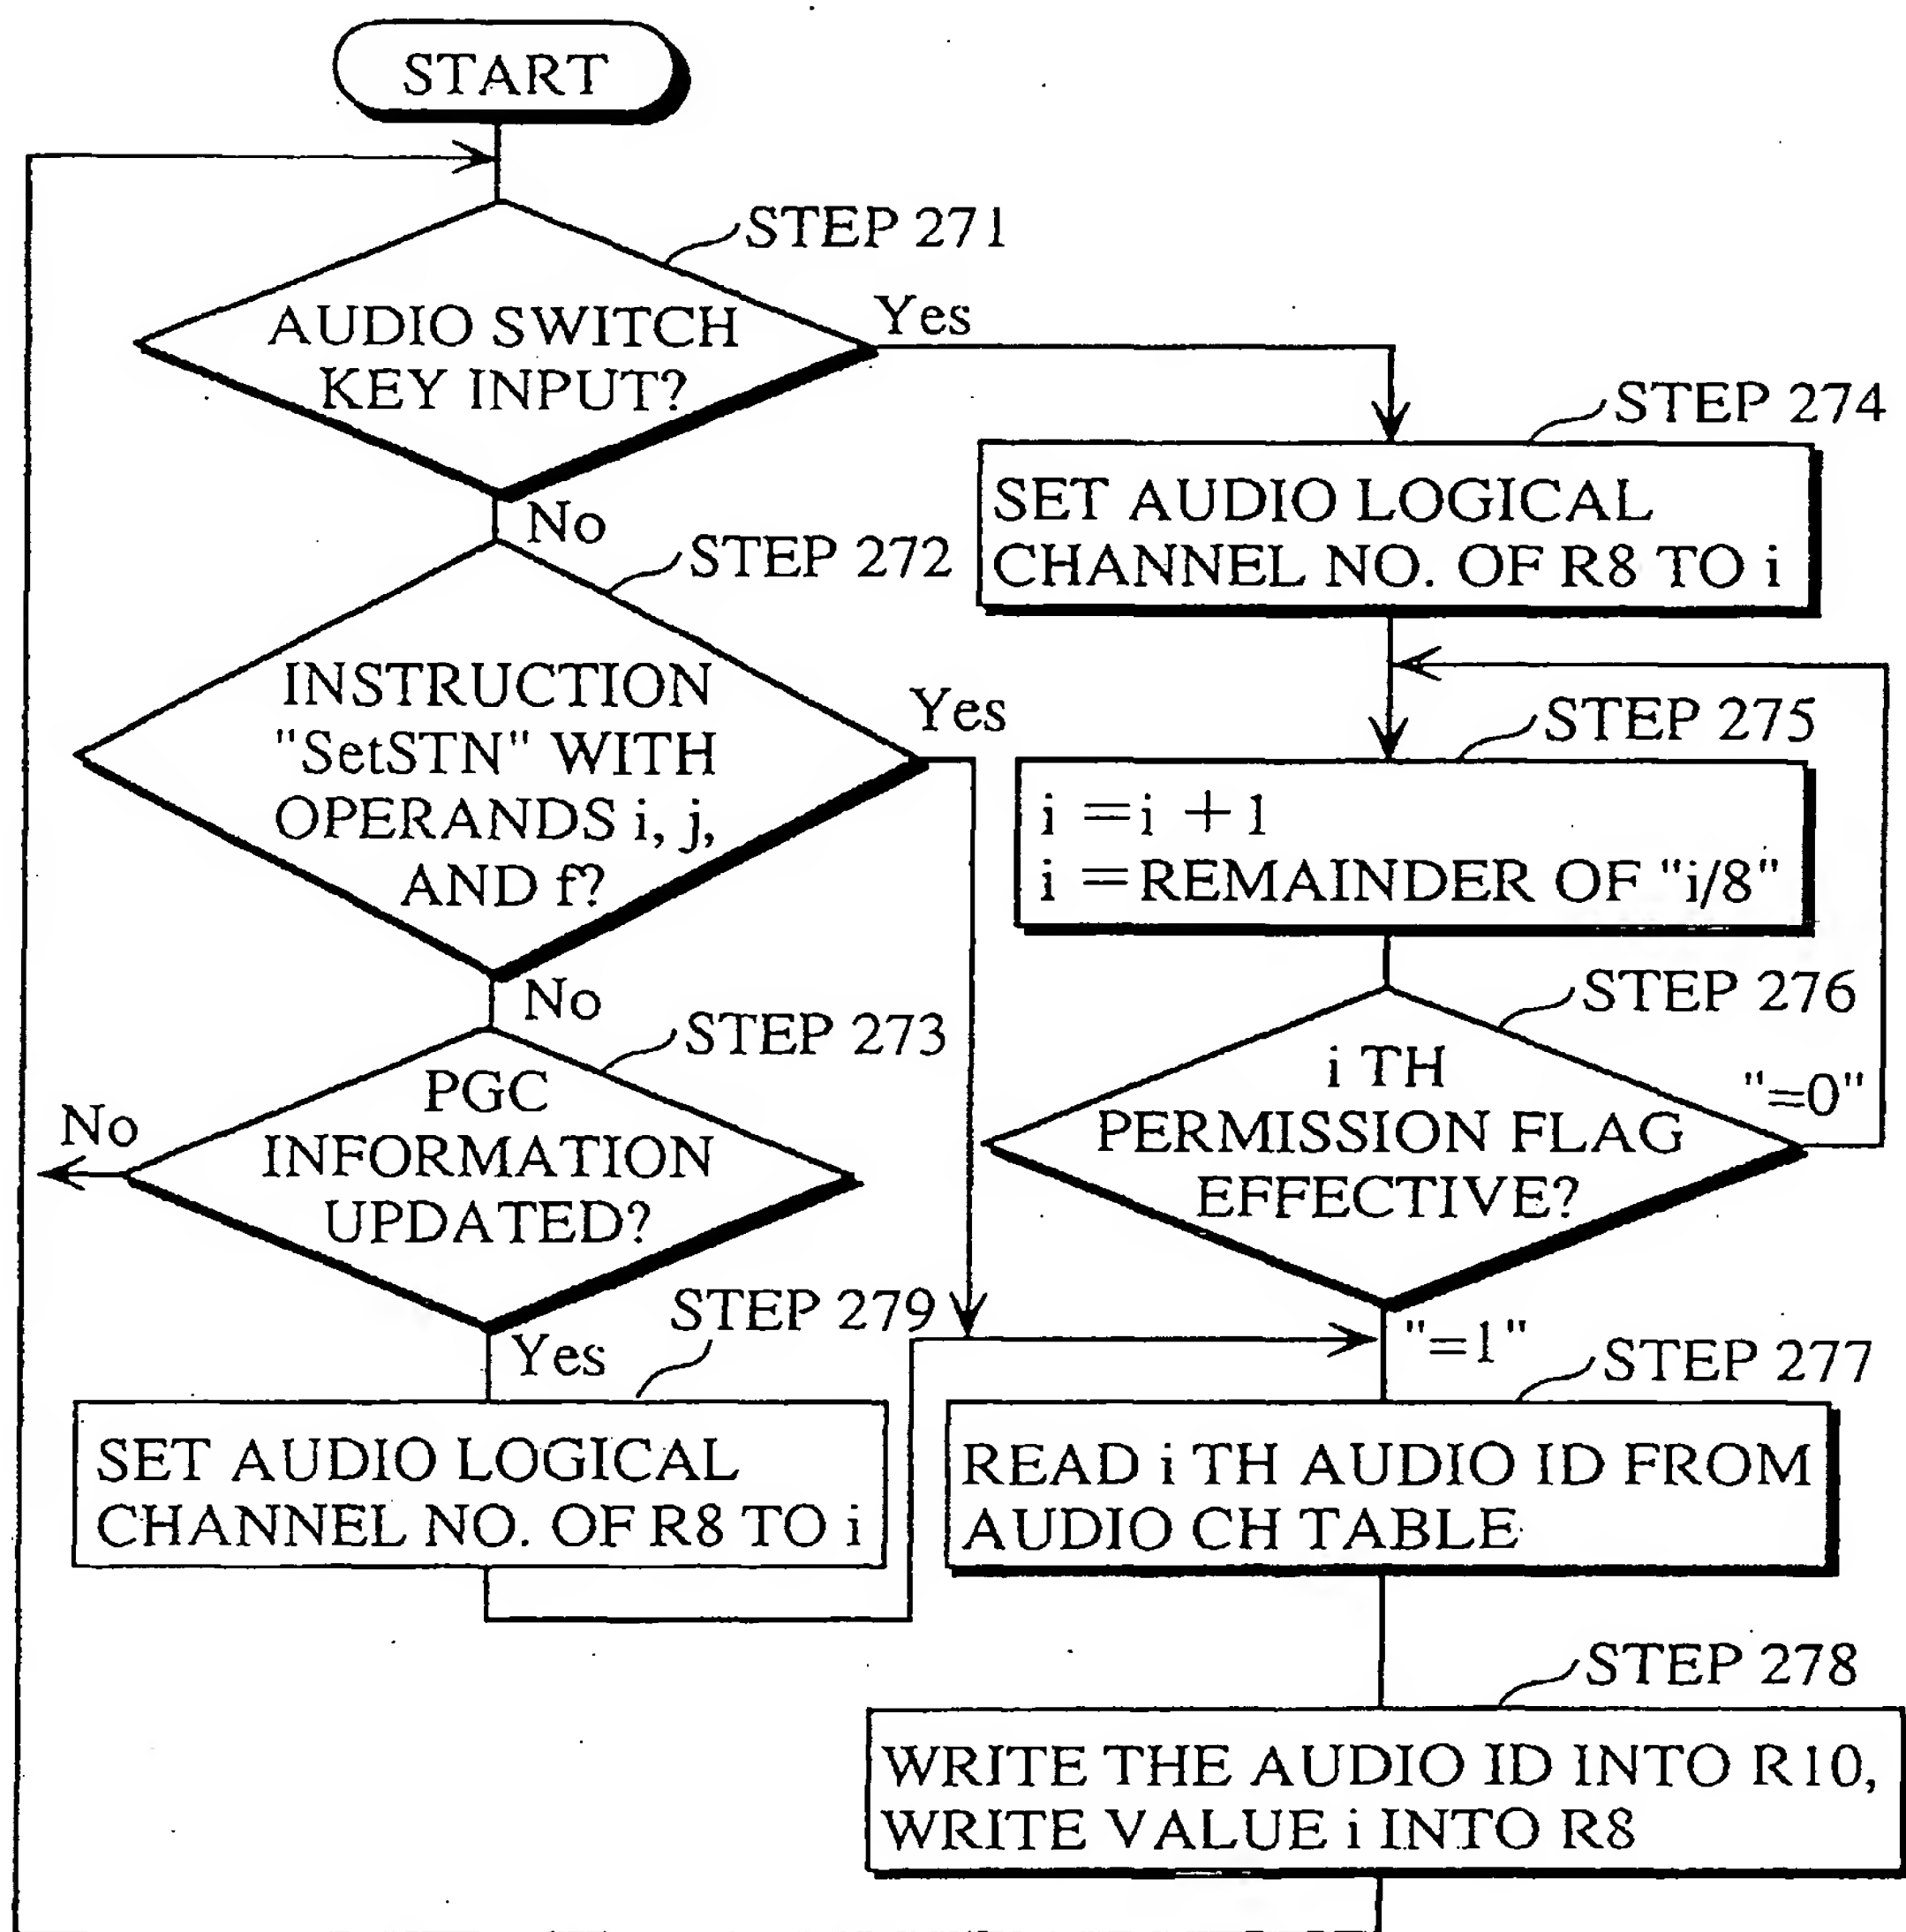 START
STEP 271
AUDIO SWITCH
KEY INPUT?
Yes
No
STEP 274
SET AUDIO LOGICAL
CHANNEL NO. OF R8 TO i
STEP 272
INSTRUCTION
"SetSTN" WITH
OPERANDS i, j,
AND f?
Yes
No
STEP 275
i =i +1
i =REMAINDER OF "i/8"
STEP 273
PGC
INFORMATION
UPDATED?
No
Yes
STEP 276
i TH
PERMISSION FLAG
EFFECTIVE?
"=0"
"=1"
STEP 279
SET AUDIO LOGICAL
CHANNEL NO. OF R8 TO i
STEP 277
READ i TH AUDIO ID FROM
AUDIO CH TABLE
STEP 278
WRITE THE AUDIO ID INTO R10,
WRITE VALUE i INTO R8